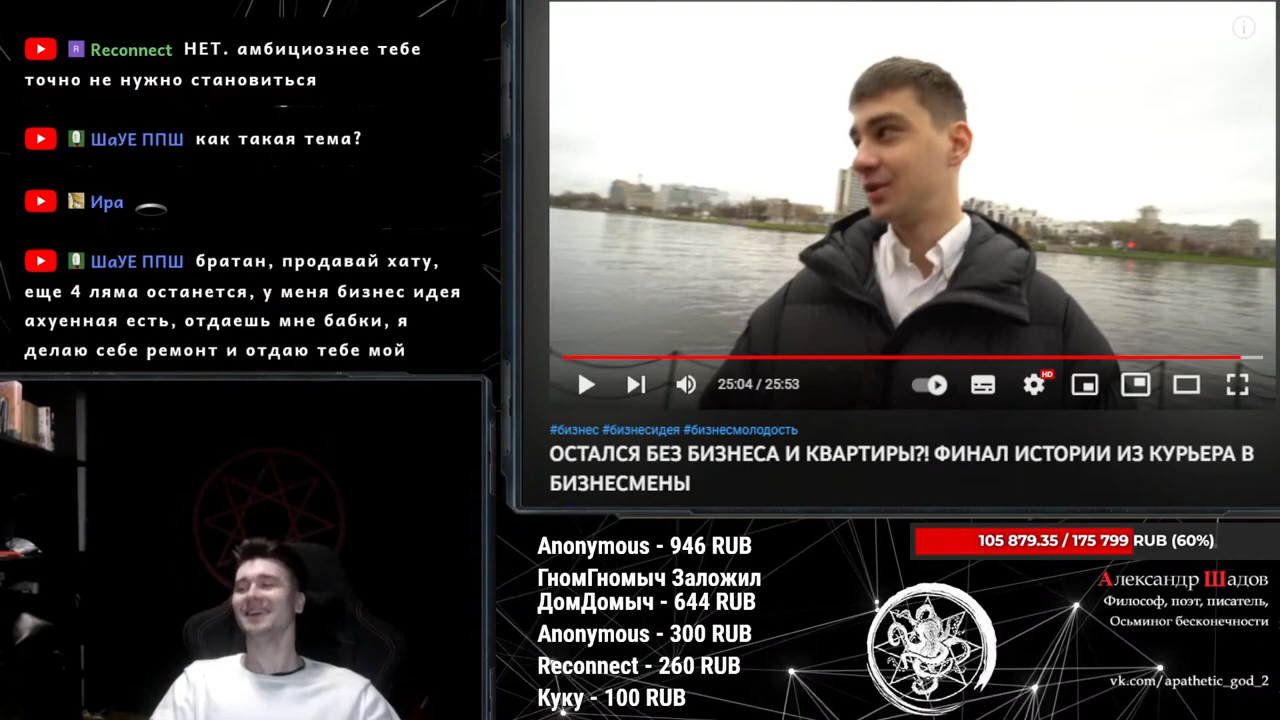 Reconnect НЕТ. амбициознее тебе
точно не нужно становиться
ШаУЕ ППШ как такая тема?
Ира
ШаУЕ ППШ братан, продавай хату,
еще 4 ляма останется, у меня бизнес идея
ахуенная есть, отдаешь мне бабки, я
делаю себе ремонт и отдаю тебе мой
25:04 / 25:53
HD
#бизнес #бизнесидея #бизнесмолодость
ОСТАЛСЯ БЕЗ БИЗНЕСА И КВАРТИРЫ?! ФИНАЛ ИСТОРИИ ИЗ КУРЬЕРА В
БИЗНЕСМЕНЫ
Anonymous - 946 RUB
ГномГномыч Заложил
ДомДомыч - 644 RUB
Anonymous - 300 RUB
Reconnect - 260 RUB
Куку - 100 RUB
105 879.35 / 175 799 RUB (60%)
Александр Шадов
Философ, поэт, писатель,
Осьминог бесконечности
vk.com/apathetic_god_2